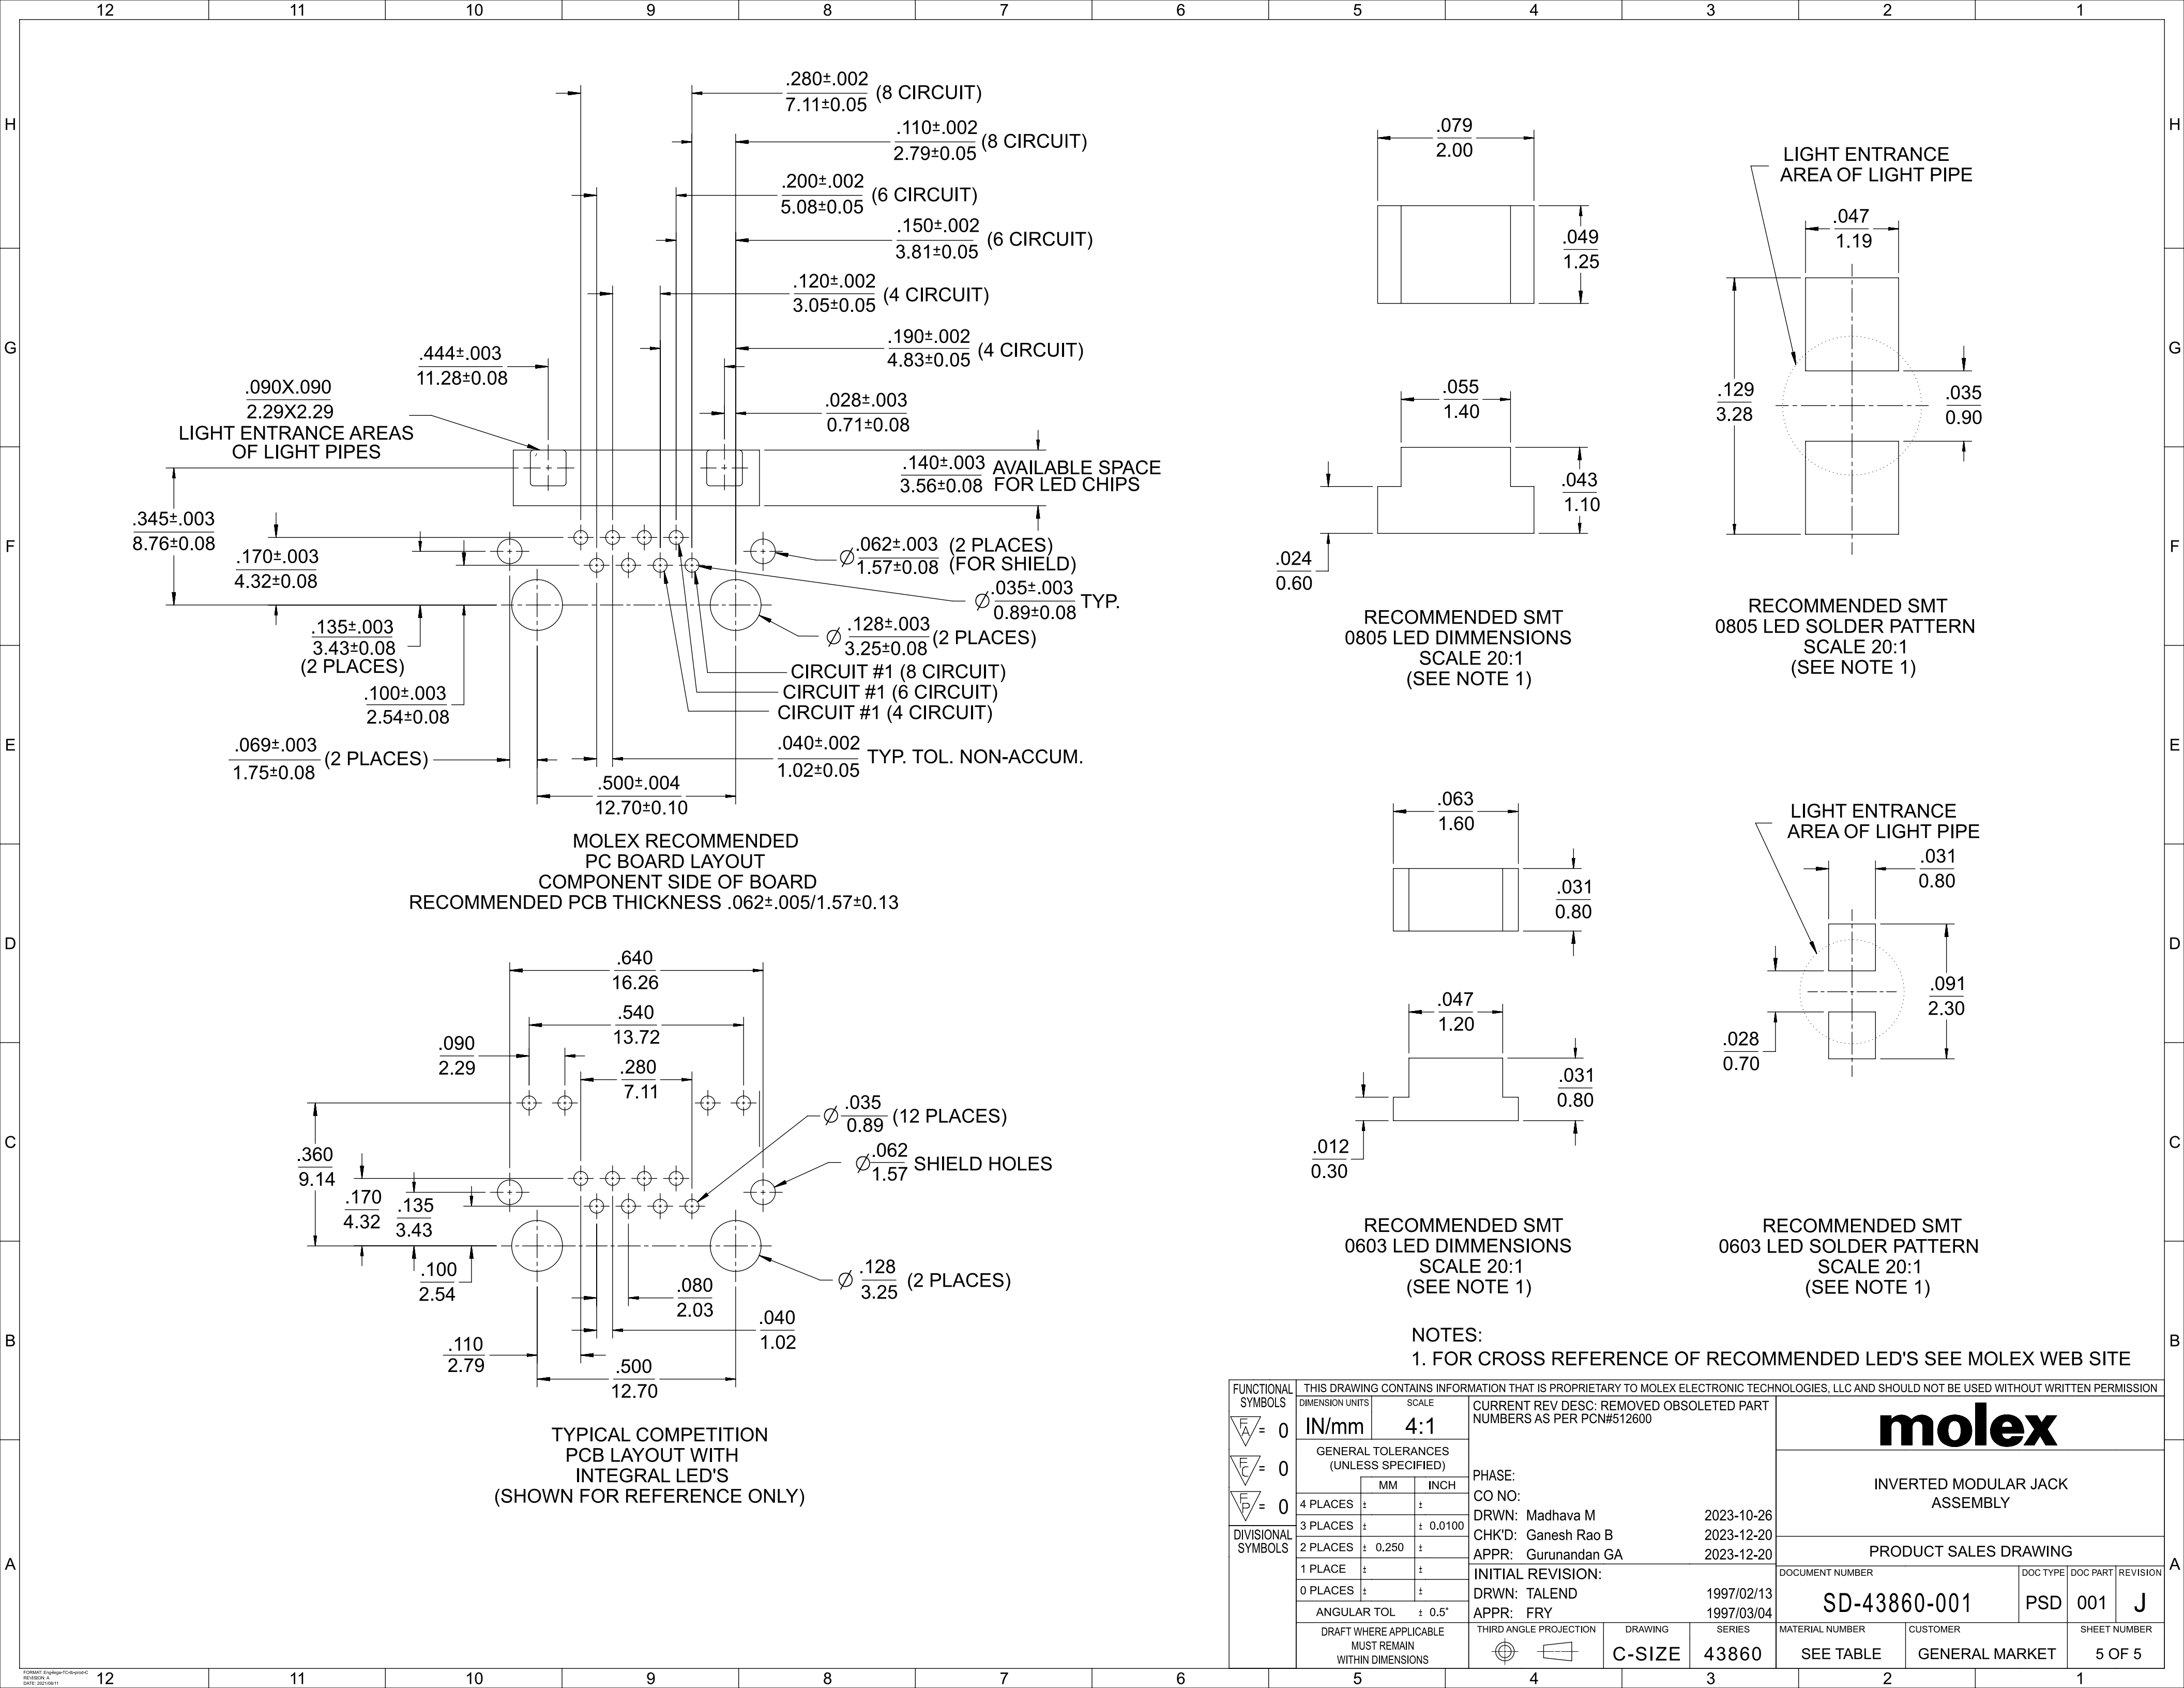 12 11 10 9 8 7 6 5 4 3 2 1
H
G
F
E
D
C
B
A
.280±.002
7.11±0.05 (8 CIRCUIT)
.110±.002
2.79±0.05 (8 CIRCUIT)
.200±.002
5.08±0.05 (6 CIRCUIT)
.150±.002
3.81±0.05 (6 CIRCUIT)
.120±.002
3.05±0.05 (4 CIRCUIT)
.190±.002
4.83±0.05 (4 CIRCUIT)
.444±.003
11.28±0.08
.090X.090
2.29X2.29
LIGHT ENTRANCE AREAS
OF LIGHT PIPES
.028±.003
0.71±0.08
.140±.003 AVAILABLE SPACE
3.56±0.08 FOR LED CHIPS
.345±.003
8.76±0.08
.170±.003
4.32±0.08
Ø .062±.003 (2 PLACES)
1.57±0.08 (FOR SHIELD)
Ø .035±.003 TYP.
0.89±0.08
.135±.003
3.43±0.08
(2 PLACES)
Ø .128±.003 (2 PLACES)
3.25±0.08
CIRCUIT #1 (8 CIRCUIT)
CIRCUIT #1 (6 CIRCUIT)
CIRCUIT #1 (4 CIRCUIT)
.100±.003
2.54±0.08
.069±.003 (2 PLACES)
1.75±0.08
.040±.002 TYP. TOL. NON-ACCUM.
1.02±0.05
.500±.004
12.70±0.10
MOLEX RECOMMENDED
PC BOARD LAYOUT
COMPONENT SIDE OF BOARD
RECOMMENDED PCB THICKNESS .062±.005/1.57±0.13
.640
16.26
.540
13.72
.090
2.29
.280
7.11
Ø .035 (12 PLACES)
0.89
Ø .062 SHIELD HOLES
1.57
.360
9.14
.170
4.32
.135
3.43
.100
2.54
Ø .128 (2 PLACES)
3.25
.080
2.03
.040
1.02
.110
2.79
.500
12.70
TYPICAL COMPETITION
PCB LAYOUT WITH
INTEGRAL LED'S
(SHOWN FOR REFERENCE ONLY)
.079
2.00
.049
1.25
.055
1.40
.043
1.10
.024
0.60
RECOMMENDED SMT
0805 LED DIMMENSIONS
SCALE 20:1
(SEE NOTE 1)
LIGHT ENTRANCE
AREA OF LIGHT PIPE
.047
1.19
.129
3.28
.035
0.90
RECOMMENDED SMT
0805 LED SOLDER PATTERN
SCALE 20:1
(SEE NOTE 1)
.063
1.60
.031
0.80
.047
1.20
.031
0.80
.012
0.30
RECOMMENDED SMT
0603 LED DIMMENSIONS
SCALE 20:1
(SEE NOTE 1)
LIGHT ENTRANCE
AREA OF LIGHT PIPE
.031
0.80
.091
2.30
.028
0.70
RECOMMENDED SMT
0603 LED SOLDER PATTERN
SCALE 20:1
(SEE NOTE 1)
NOTES:
1. FOR CROSS REFERENCE OF RECOMMENDED LED'S SEE MOLEX WEB SITE
FUNCTIONAL SYMBOLS
F A = 0
F C = 0
F P = 0
DIVISIONAL SYMBOLS
THIS DRAWING CONTAINS INFORMATION THAT IS PROPRIETARY TO MOLEX ELECTRONIC TECHNOLOGIES, LLC AND SHOULD NOT BE USED WITHOUT WRITTEN PERMISSION
DIMENSION UNITS SCALE
IN/mm 4:1
GENERAL TOLERANCES
(UNLESS SPECIFIED)
MM INCH
4 PLACES ± ±
3 PLACES ± ± 0.0100
2 PLACES ± 0.250 ±
1 PLACE ± ±
0 PLACES ± ±
ANGULAR TOL ± 0.5°
DRAFT WHERE APPLICABLE
MUST REMAIN
WITHIN DIMENSIONS
CURRENT REV DESC: REMOVED OBSOLETED PART
NUMBERS AS PER PCN#512600
PHASE:
CO NO:
DRWN: Madhava M 2023-10-26
CHK'D: Ganesh Rao B 2023-12-20
APPR: Gurunandan GA 2023-12-20
INITIAL REVISION:
DRWN: TALEND 1997/02/13
APPR: FRY 1997/03/04
THIRD ANGLE PROJECTION
DRAWING
C-SIZE
SERIES
43860
molex
INVERTED MODULAR JACK
ASSEMBLY
PRODUCT SALES DRAWING
DOCUMENT NUMBER DOC TYPE DOC PART REVISION
SD-43860-001 PSD 001 J
MATERIAL NUMBER CUSTOMER SHEET NUMBER
SEE TABLE GENERAL MARKET 5 OF 5
REVISION: A
DATE: 2021/08/11
12 11 10 9 8 7 6 5 4 3 2 1
H
G
F
E
D
C
B
A